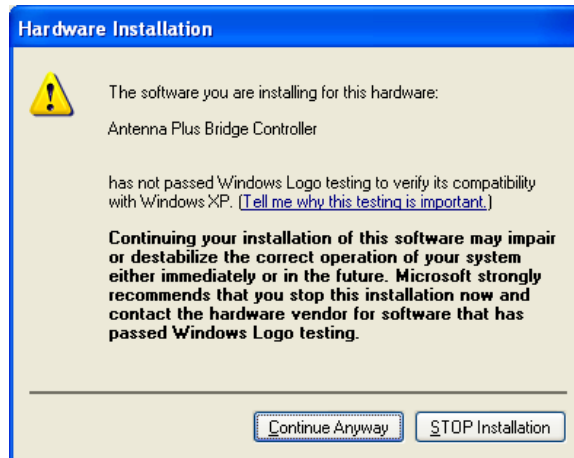 Hardware Installation
The software you are installing for this hardware:
Antenna Plus Bridge Controller
has not passed Windows Logo testing to verify its compatibility
with Windows XP. (Tell me why this testing is important.)
Continuing your installation of this software may impair
or destabilize the correct operation of your system
either immediately or in the future. Microsoft strongly
recommends that you stop this installation now and
contact the hardware vendor for software that has
passed Windows Logo testing.
Continue Anyway
STOP Installation